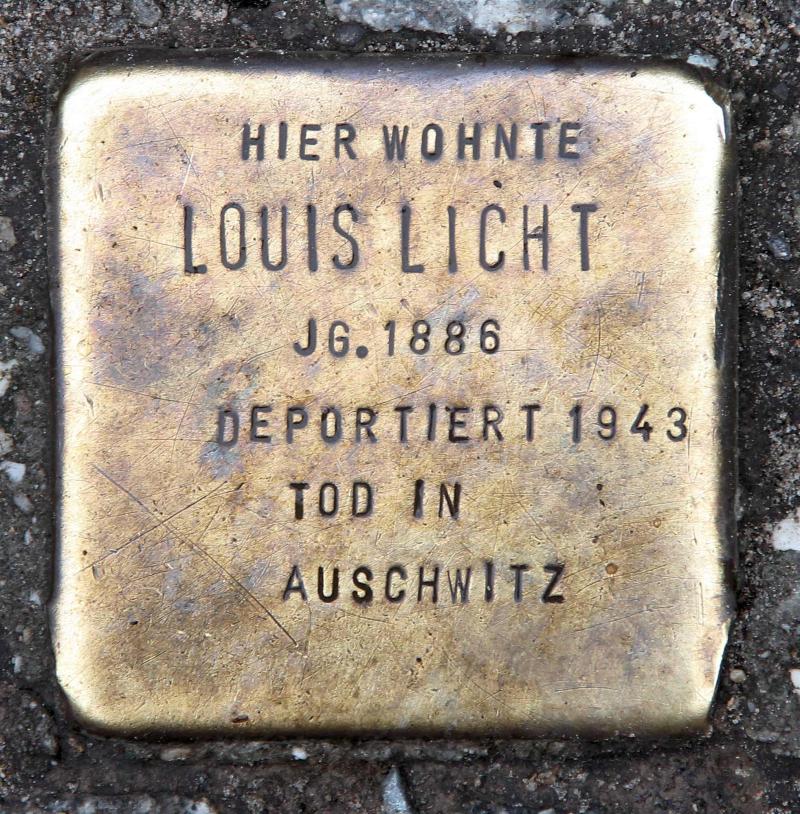 HIER WOHNTE
LOUIS LICHT
JG. 1886
DEPORTIERT 1943
TOD IN
AUSCHWITZ